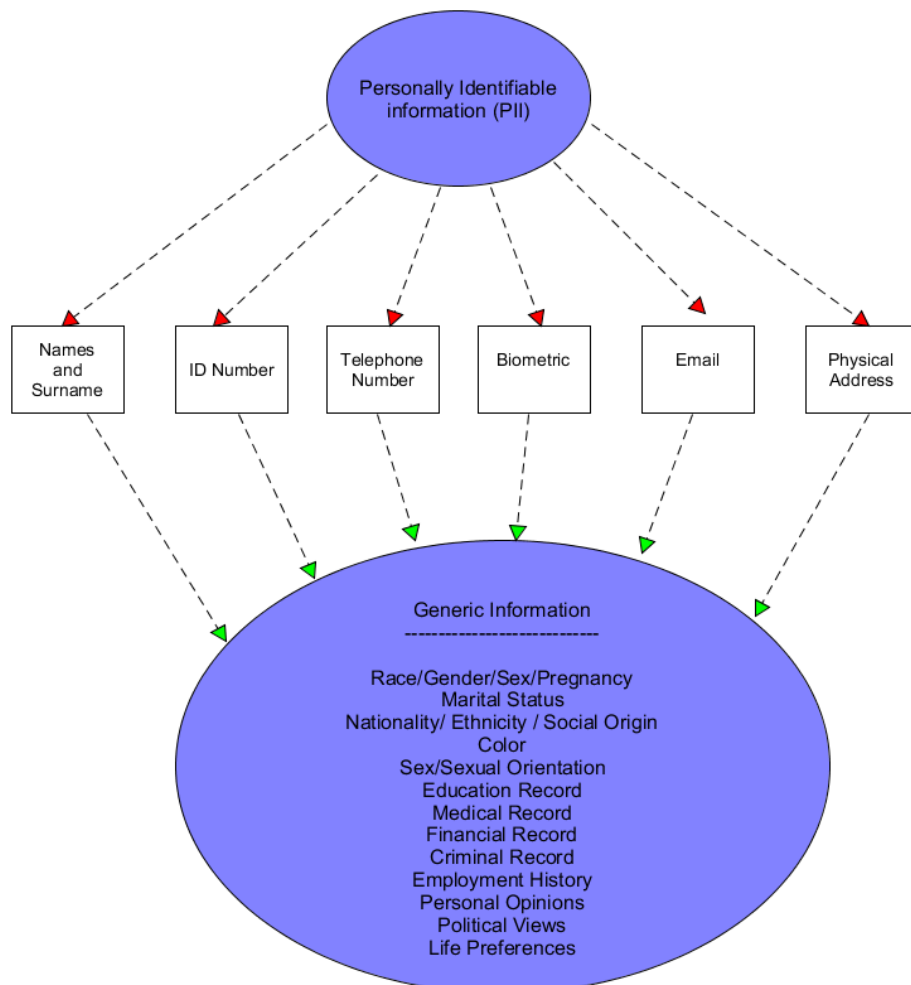 Personally Identifiable
information (PII)
Names
and
Surname
ID Number
Telephone
Number
Biometric
Email
Physical
Address
Generic Information
-----------------------------
Race/Gender/Sex/Pregnancy
Marital Status
Nationality/ Ethnicity / Social Origin
Color
Sex/Sexual Orientation
Education Record
Medical Record
Financial Record
Criminal Record
Employment History
Personal Opinions
Political Views
Life Preferences